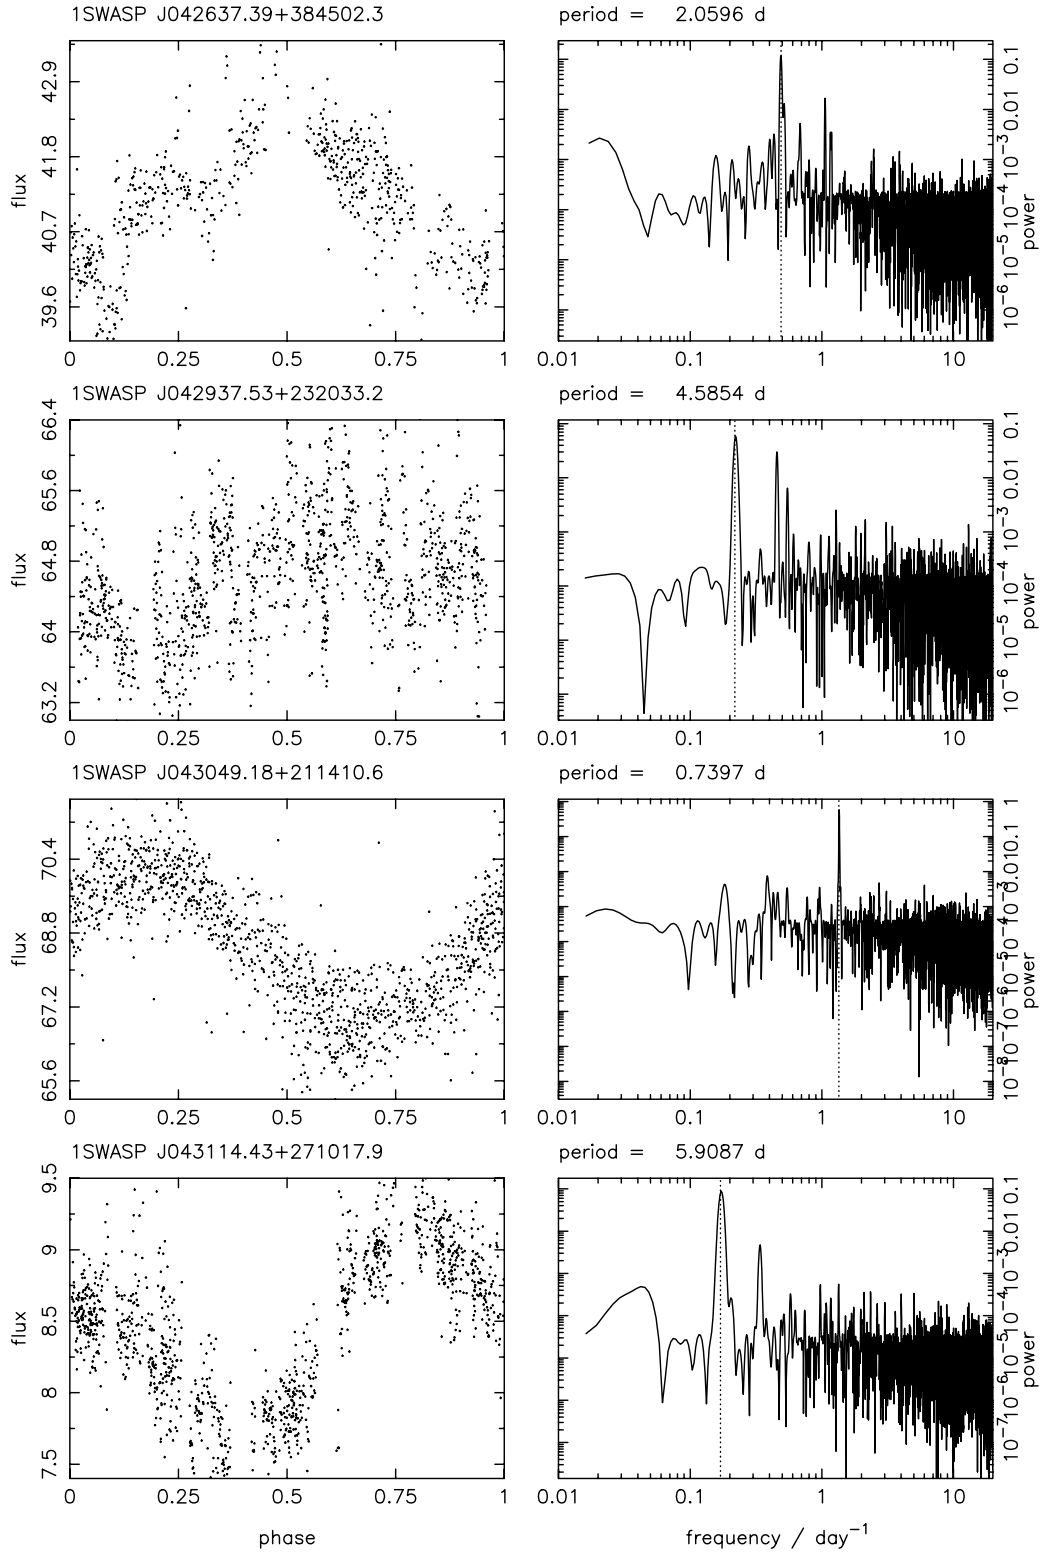 1SWASP J042637.39+384502.3
period = 2.0596 d
flux
42.9
41.8
40.7
39.6
0 0.25 0.5 0.75 1
0.1
0.01
10⁻³
10⁻⁴
10⁻⁵
10⁻⁶
power
0.01 0.1 1 10
1SWASP J042937.53+232033.2
period = 4.5854 d
flux
66.4
65.6
64.8
64
63.2
0 0.25 0.5 0.75 1
0.1
0.01
10⁻³
10⁻⁴
10⁻⁵
10⁻⁶
power
0.01 0.1 1 10
1SWASP J043049.18+211410.6
period = 0.7397 d
flux
70.4
68.8
67.2
65.6
0 0.25 0.5 0.75 1
1
0.1
0.01
10⁻³
10⁻⁴
10⁻⁵
10⁻⁶
10⁻⁷
10⁻⁸
power
0.01 0.1 1 10
1SWASP J043114.43+271017.9
period = 5.9087 d
flux
9.5
9
8.5
8
7.5
0 0.25 0.5 0.75 1
phase
0.1
0.01
10⁻³
10⁻⁴
10⁻⁵
10⁻⁶
10⁻⁷
power
0.01 0.1 1 10
frequency / day⁻¹